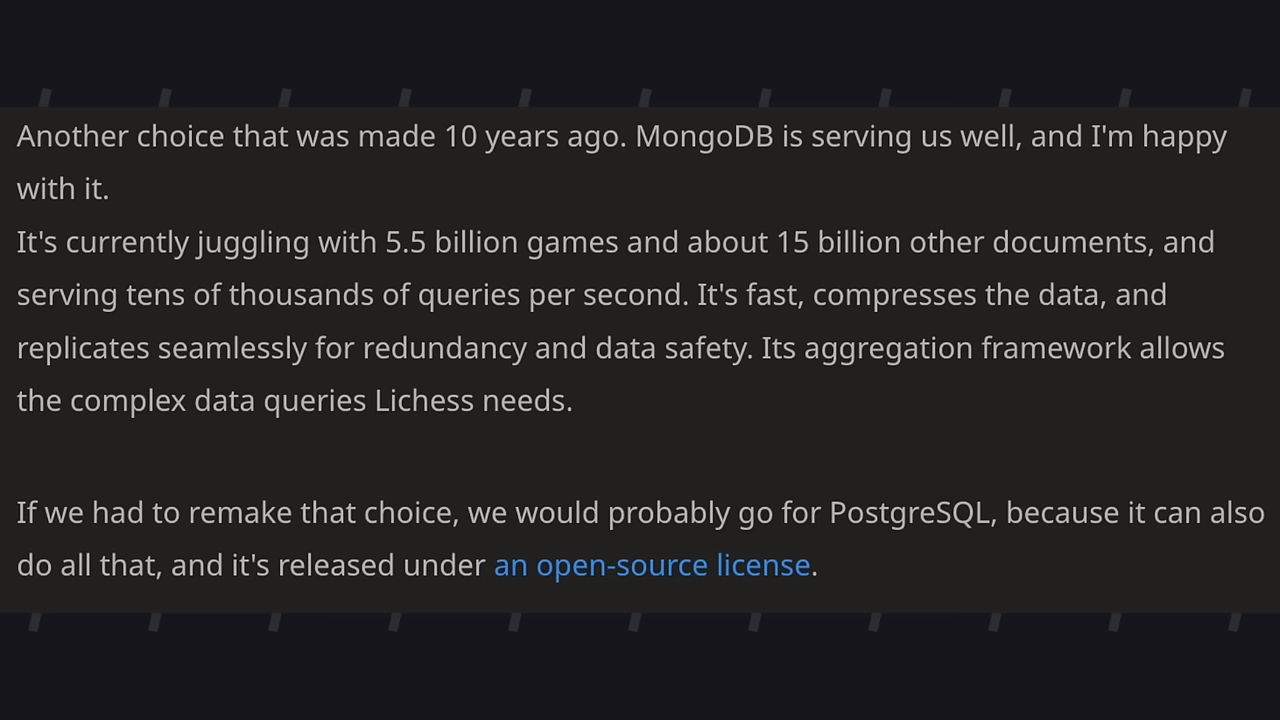 Another choice that was made 10 years ago. MongoDB is serving us well, and I'm happy
with it.
It's currently juggling with 5.5 billion games and about 15 billion other documents, and
serving tens of thousands of queries per second. It's fast, compresses the data, and
replicates seamlessly for redundancy and data safety. Its aggregation framework allows
the complex data queries Lichess needs.
If we had to remake that choice, we would probably go for PostgreSQL, because it can also
do all that, and it's released under an open-source license.